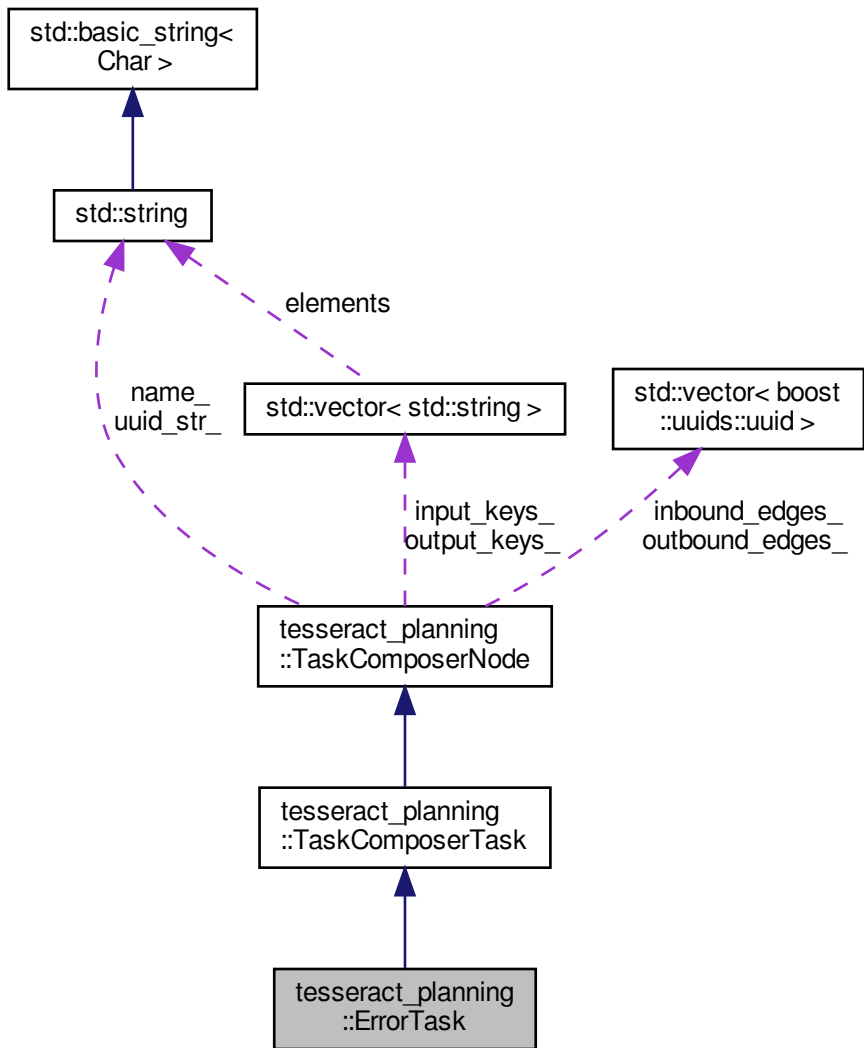 std::basic_string<
Char >
std::string
elements
name_
uuid_str_
std::vector< std::string >
std::vector< boost
::uuids::uuid >
input_keys_
output_keys_
inbound_edges_
outbound_edges_
tesseract_planning
::TaskComposerNode
tesseract_planning
::TaskComposerTask
tesseract_planning
::ErrorTask